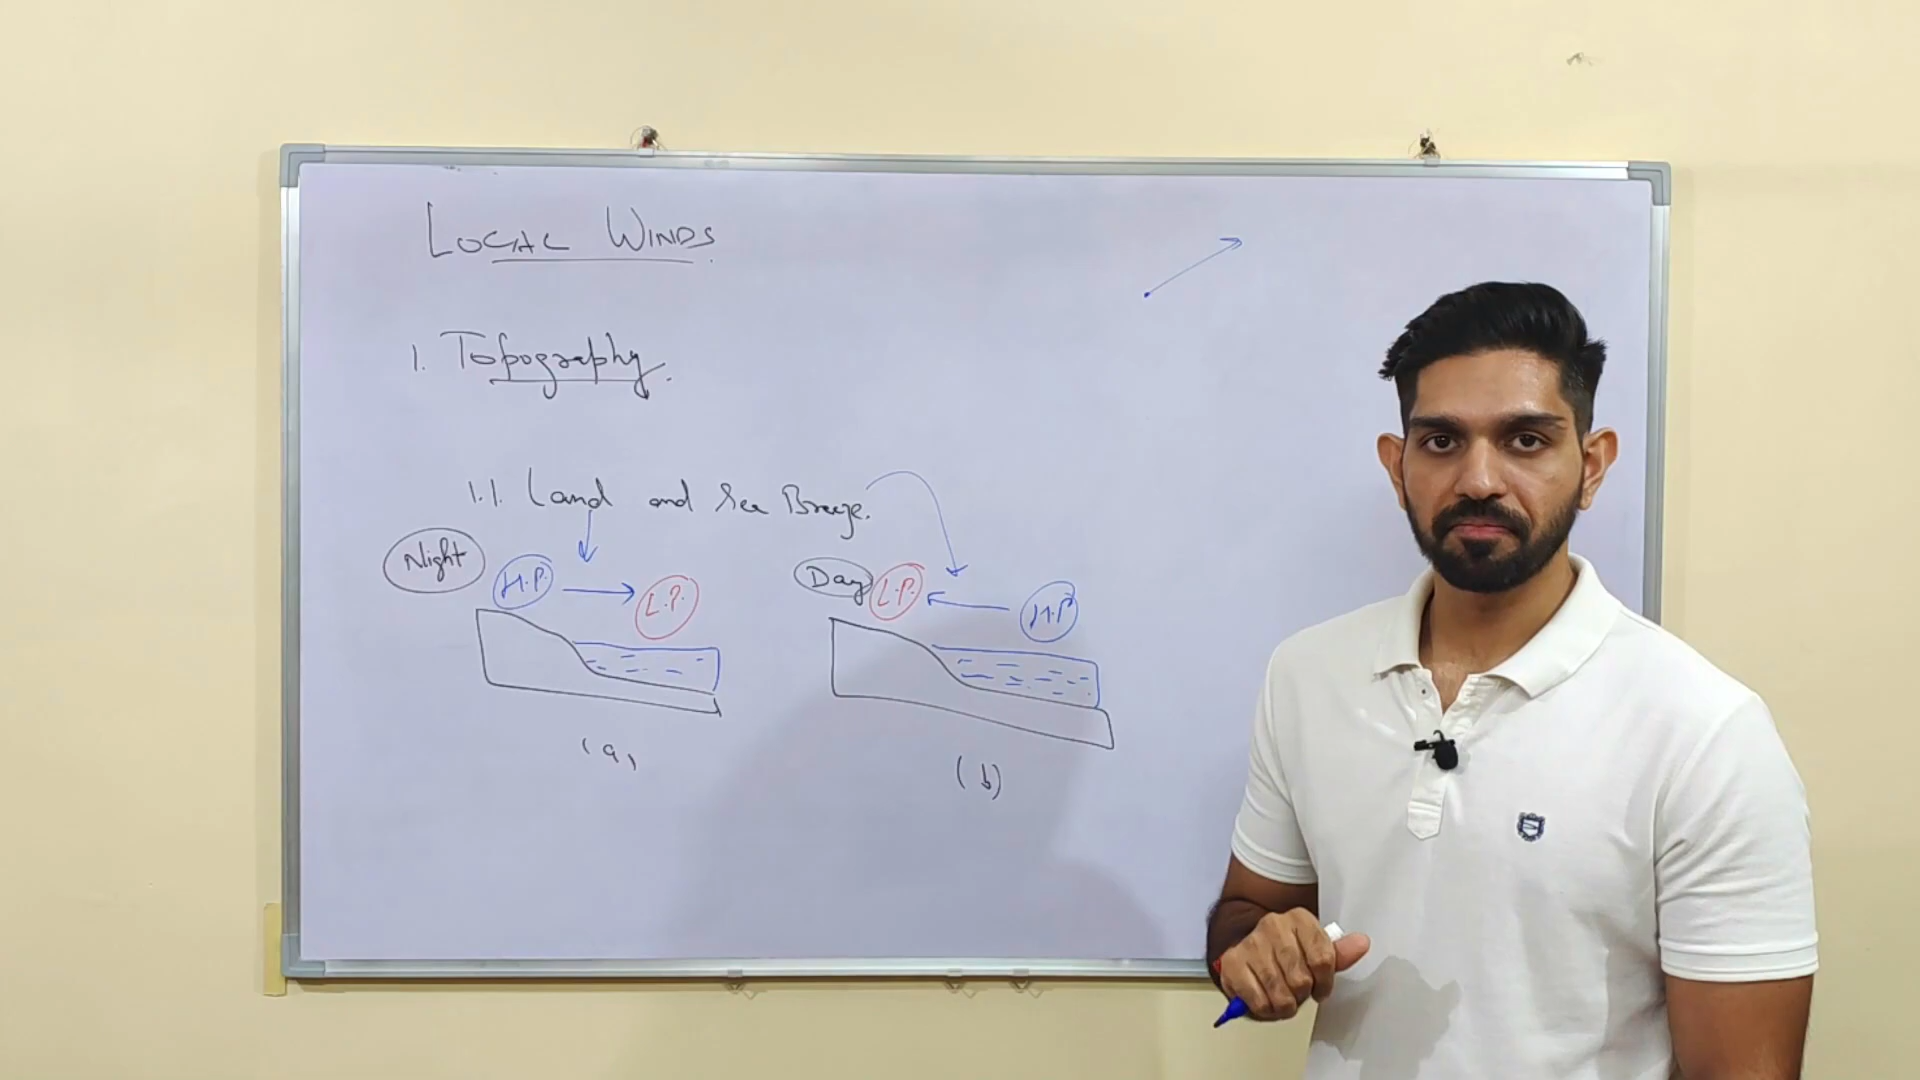 LOCAL WINDS.
1. Topography.
1.1. Land and Sea Breeze.
Night H.P. L.P.
Day L.P. H.P
(a)
(b)